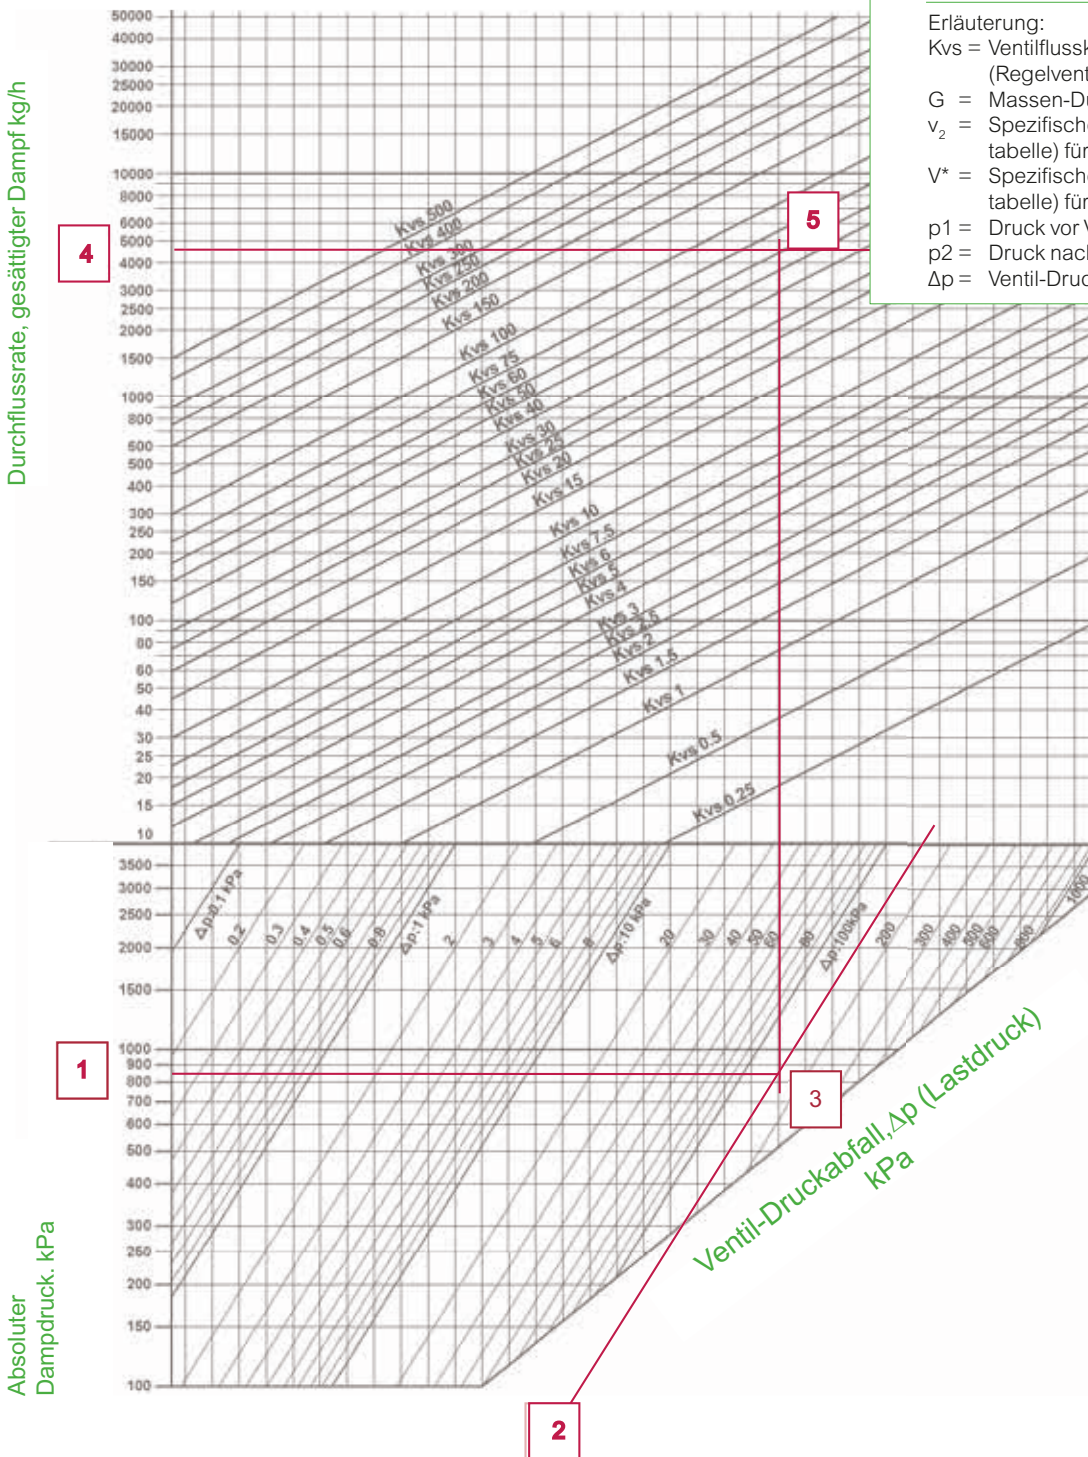 Erläuterung:
Kvs = Ventilflussk
(Regelvent
G = Massen-Du
v2 = Spezifische
tabelle) für
V* = Spezifische
tabelle) für
p1 = Druck vor V
p2 = Druck nach
Δp = Ventil-Druc
Durchflussrate, gesättigter Dampf kg/h
50000
40000
30000
25000
20000
15000
10000
8000
6000
5000
4000
3000
2500
2000
1500
1000
800
600
500
400
300
250
200
150
100
80
60
50
40
30
25
20
15
10
4
5
Kvs 500
Kvs 400
Kvs 300
Kvs 250
Kvs 200
Kvs 150
Kvs 100
Kvs 75
Kvs 60
Kvs 50
Kvs 40
Kvs 30
Kvs 25
Kvs 20
Kvs 15
Kvs 10
Kvs 7.5
Kvs 6
Kvs 5
Kvs 4
Kvs 3
Kvs 2.5
Kvs 2
Kvs 1.5
Kvs 1
Kvs 0.5
Kvs 0.25
Absoluter
Dampdruck. kPa
3500
3000
2500
2000
1500
1000
900
800
700
600
500
400
300
250
200
150
100
Δp:0.1 kPa
0.2
0.3
0.4
0.5
0.6
0.8
Δp:1 kPa
2
3
4
5
6
8
Δp:10 kPa
20
30
40
50
60
80
Δp:100kPa
200
300
400
500
600
800
1000
1
3
Ventil-Druckabfall,Δp (Lastdruck)
kPa
2